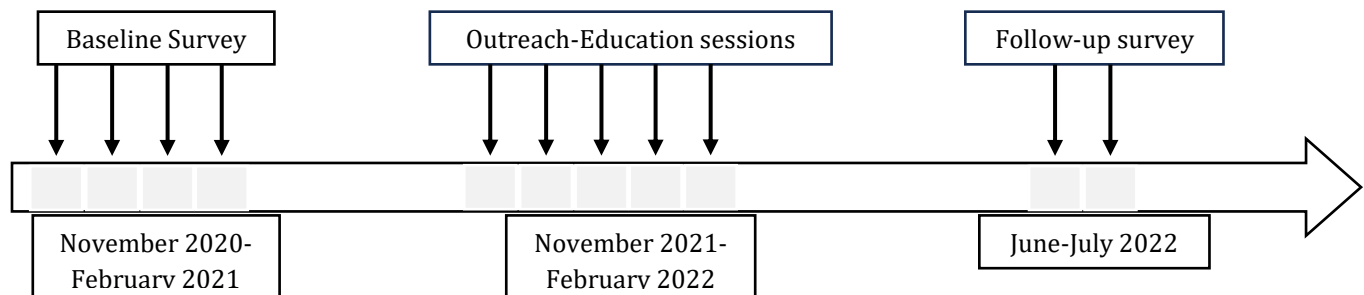 Baseline Survey
Outreach-Education sessions
Follow-up survey
November 2020-
February 2021
November 2021-
February 2022
June-July 2022